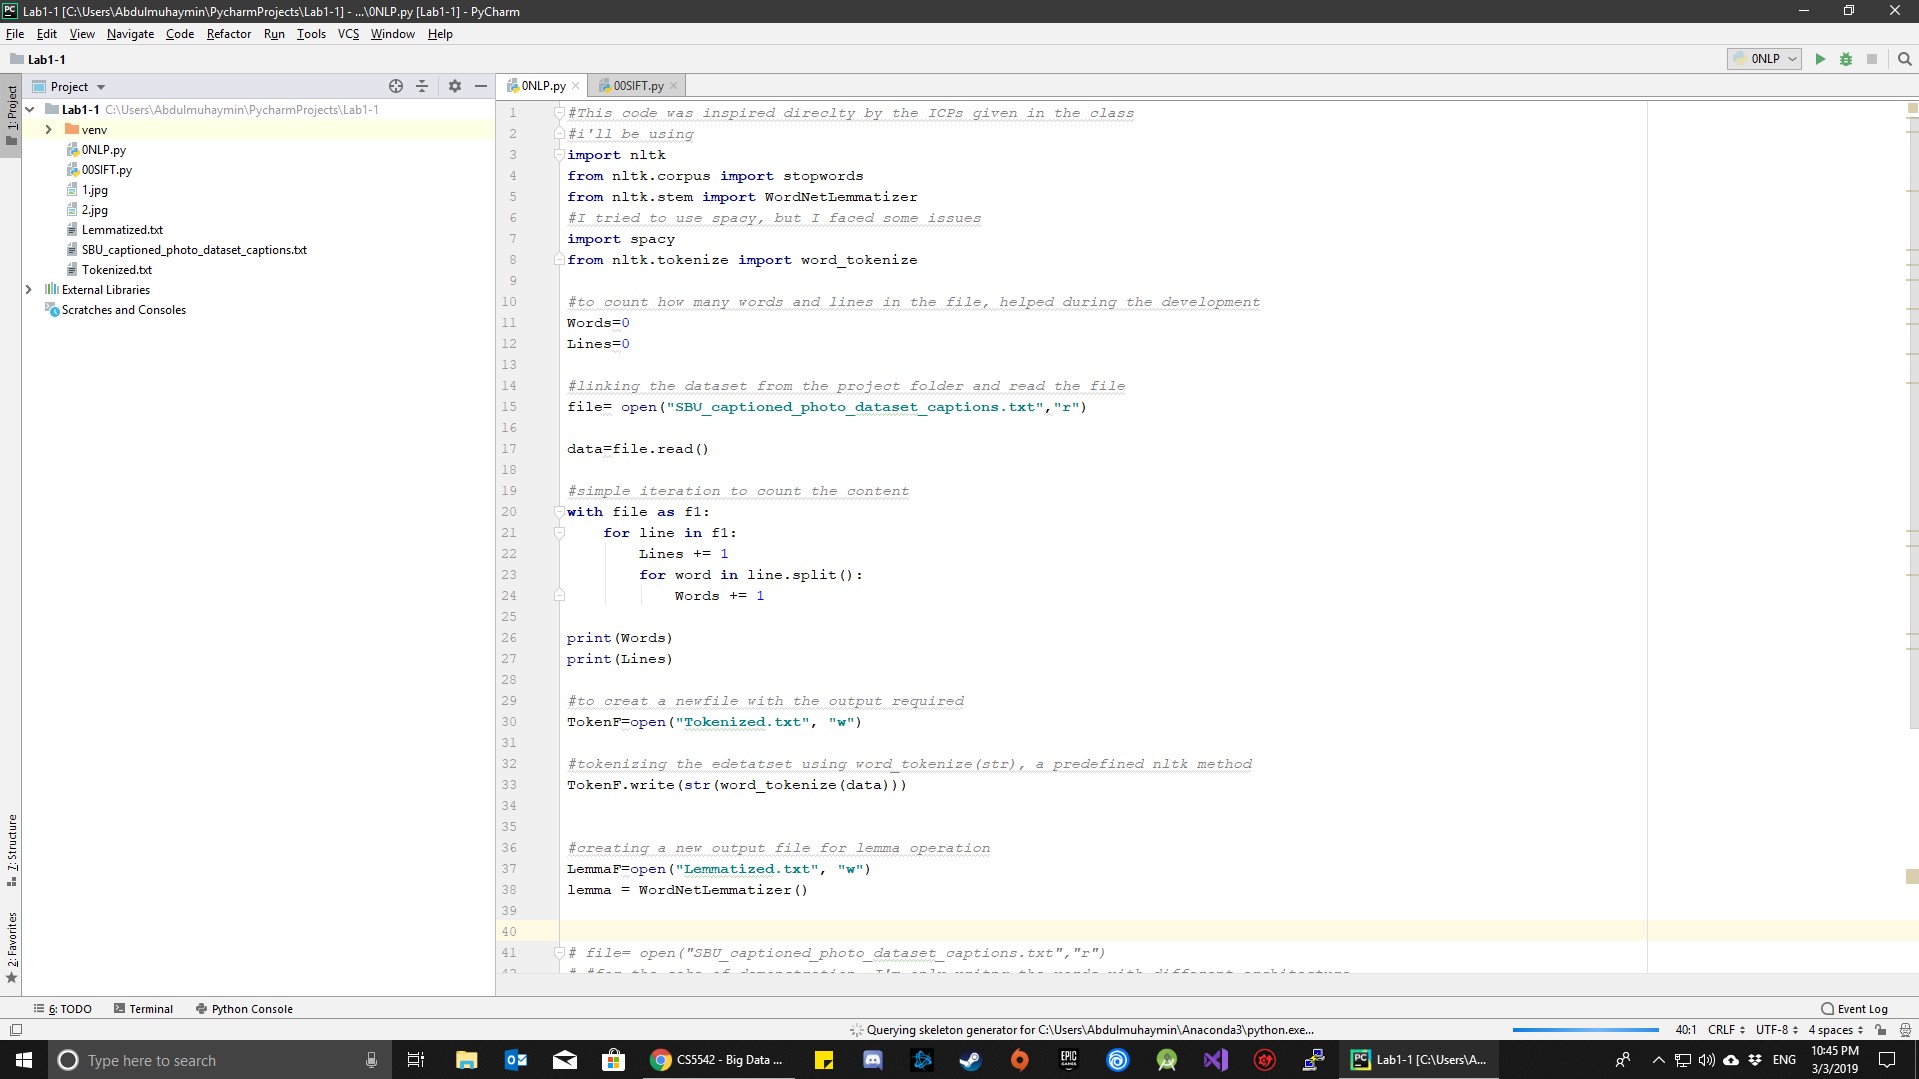 Lab1-1 [C:\Users\Abdulmuhaymin\PycharmProjects\Lab1-1] - ...\0NLP.py [Lab1-1] - PyCharm
File Edit View Navigate Code Refactor Run Tools VCS Window Help
Lab1-1
0NLP
1: Project
7: Structure
2: Favorites
Project
Lab1-1 C:\Users\Abdulmuhaymin\PycharmProjects\Lab1-1
venv
0NLP.py
00SIFT.py
1.jpg
2.jpg
Lemmatized.txt
SBU_captioned_photo_dataset_captions.txt
Tokenized.txt
External Libraries
Scratches and Consoles
0NLP.py 00SIFT.py
1 #This code was inspired direolty by the ICPs given in the class
2 #i'll be using
3 import nltk
4 from nltk.corpus import stopwords
5 from nltk.stem import WordNetLemmatizer
6 #I tried to use spacy, but I faced some issues
7 import spacy
8 from nltk.tokenize import word_tokenize
9
10 #to count how many words and lines in the file, helped during the development
11 Words=0
12 Lines=0
13
14 #linking the dataset from the project folder and read the file
15 file= open("SBU_captioned_photo_dataset_captions.txt","r")
16
17 data=file.read()
18
19 #simple iteration to count the content
20 with file as f1:
21 for line in f1:
22 Lines += 1
23 for word in line.split():
24 Words += 1
25
26 print(Words)
27 print(Lines)
28
29 #to creat a newfile with the output required
30 TokenF=open("Tokenized.txt", "w")
31
32 #tokenizing the edetatset using word_tokenize(str), a predefined nltk method
33 TokenF.write(str(word_tokenize(data)))
34
35
36 #creating a new output file for lemma operation
37 LemmaF=open("Lemmatized.txt", "w")
38 lemma = WordNetLemmatizer()
39
40
41 # file= open("SBU_captioned_photo_dataset_captions.txt","r")
6: TODO Terminal Python Console Event Log
Querying skeleton generator for C:\Users\Abdulmuhaymin\Anaconda3\python.exe... 40:1 CRLF UTF-8 4 spaces
Type here to search
CS5542 - Big Data ...
EPIC GAMES
Lab1-1 [C:\Users\A...
ENG
10:45 PM
3/3/2019